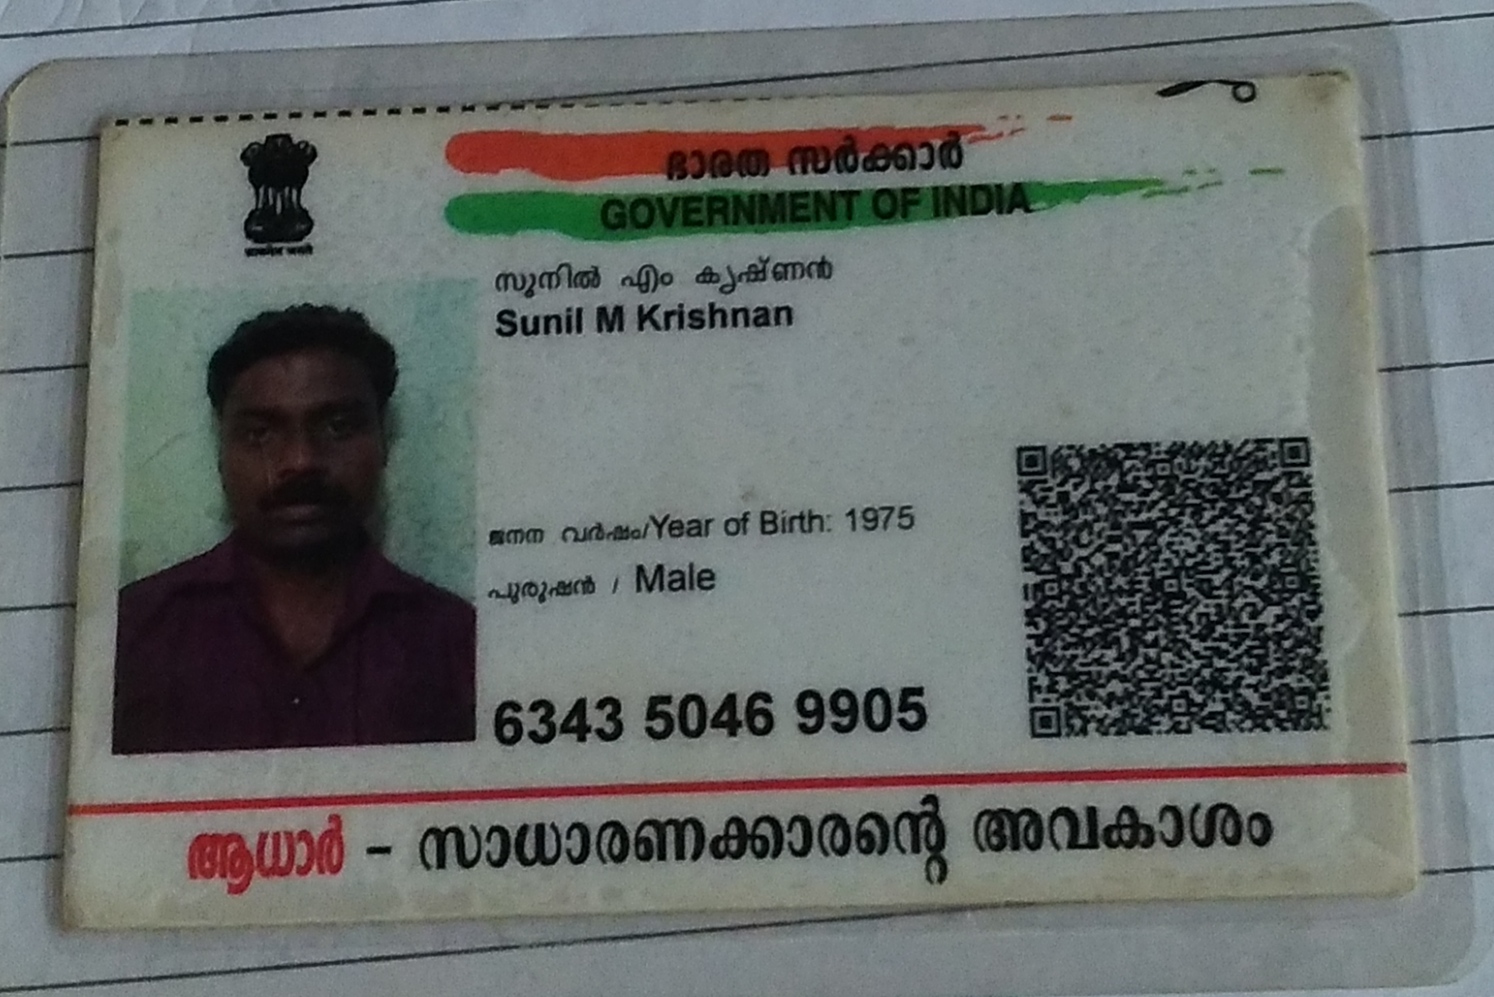 ഭാരത സർക്കാർ
GOVERNMENT OF INDIA
സുനിൽ എം കൃഷ്ണൻ
Sunil M Krishnan
ജനന വർഷം/Year of Birth: 1975
പുരുഷൻ / Male
6343 5046 9905
ആധാർ - സാധാരണക്കാരന്റെ അവകാശം